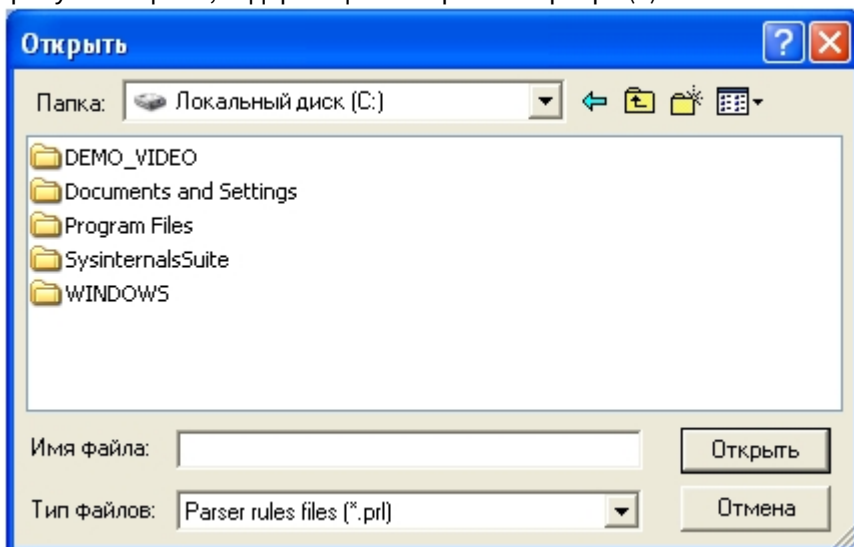 Открыть
Папка: Локальный диск (C:)
DEMO_VIDEO
Documents and Settings
Program Files
SysinternalsSuite
WINDOWS
Имя файла:
Открыть
Тип файлов: Parser rules files (*.prl)
Отмена